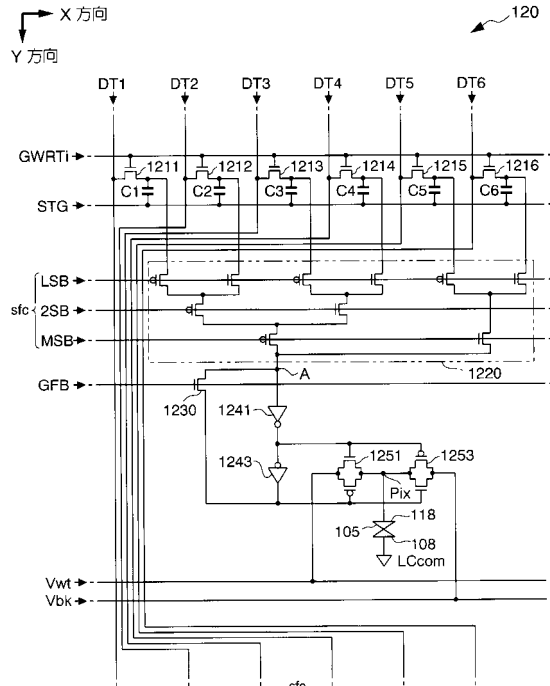 X 方向
Y 方向
120
DT1 DT2 DT3 DT4 DT5 DT6
GWRTi
1211 1212 1213 1214 1215 1216
C1 C2 C3 C4 C5 C6
STG
LSB
sfc 2SB
MSB
1220
GFB
A
1230
1241
1251
1253
1243
Pix
118
105
108
LCcom
Vwt
Vbk
sfc